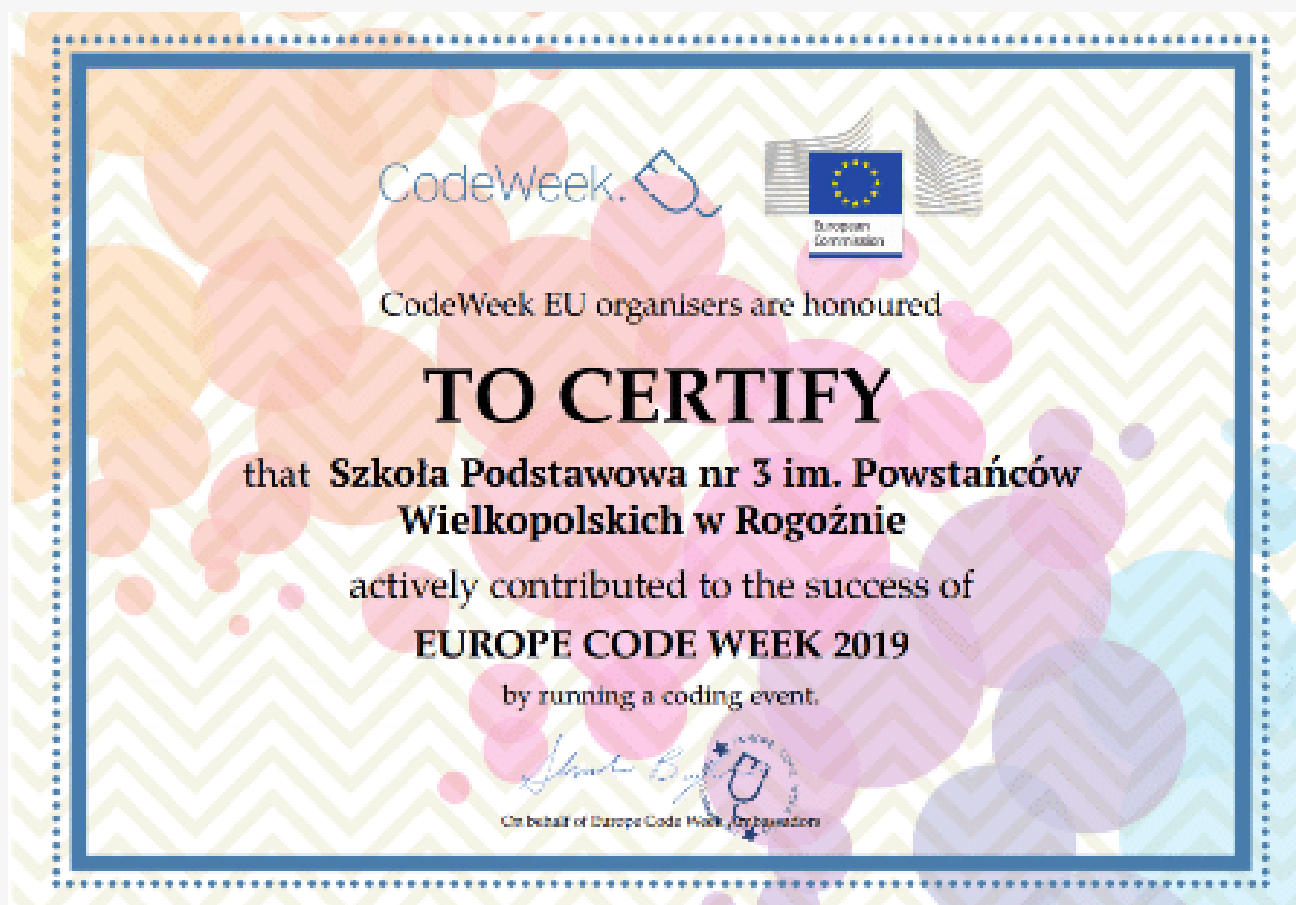 CodeWeek.EU
European
Commission
CodeWeek EU organisers are honoured
TO CERTIFY
that Szkoła Podstawowa nr 3 im. Powstańców
Wielkopolskich w Rogoźnie
actively contributed to the success of
EUROPE CODE WEEK 2019
by running a coding event.
On behalf of Europe Code Week Ambassadors